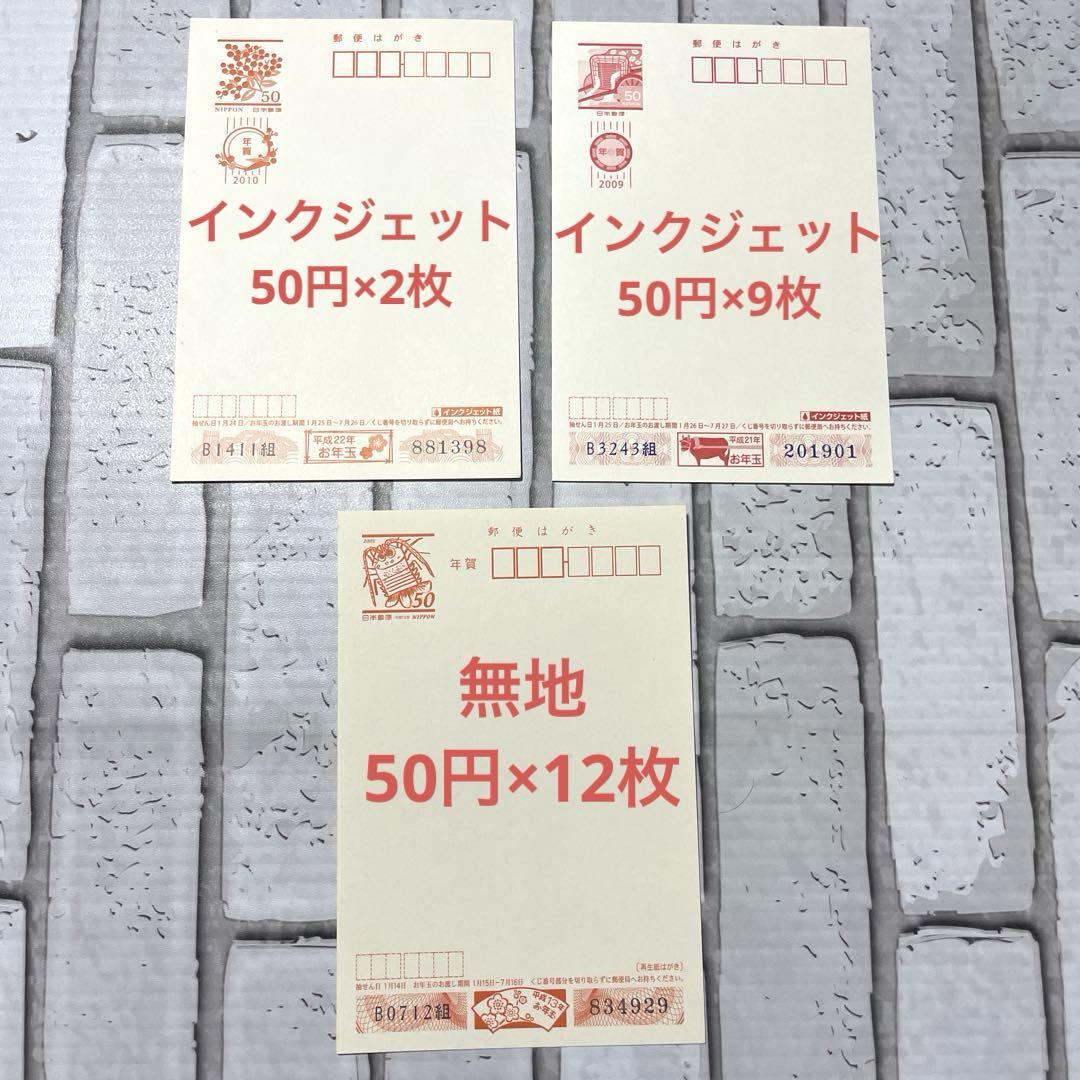 郵便はがき
50
NIPPON 日本郵便
年賀
2010
インクジェット
50円×2枚
インクジェット紙
抽せん日1月24日/お年玉のお渡し期間1月25日~7月26日/くじ番号を切り取らずに郵便局へお持ちください。
B1411組
平成22年
お年玉
881398
郵便はがき
50
日本郵便
年賀
2009
インクジェット
50円×9枚
インクジェット紙
抽せん日1月25日/お年玉のお渡し期間1月26日~7月27日/くじ番号を切り取らずに郵便局へお持ちください。
B3243組
平成21年
お年玉
201901
郵便はがき
年賀
2001
50
日本郵便
NIPPON
無地
50円×12枚
〔再生紙はがき〕
抽せん日1月14日 お年玉のお渡し期間1月15日~7月16日 くじ番号部分を切り取らずに郵便局へお持ちください。
B0712組
平成13年
お年玉
834929